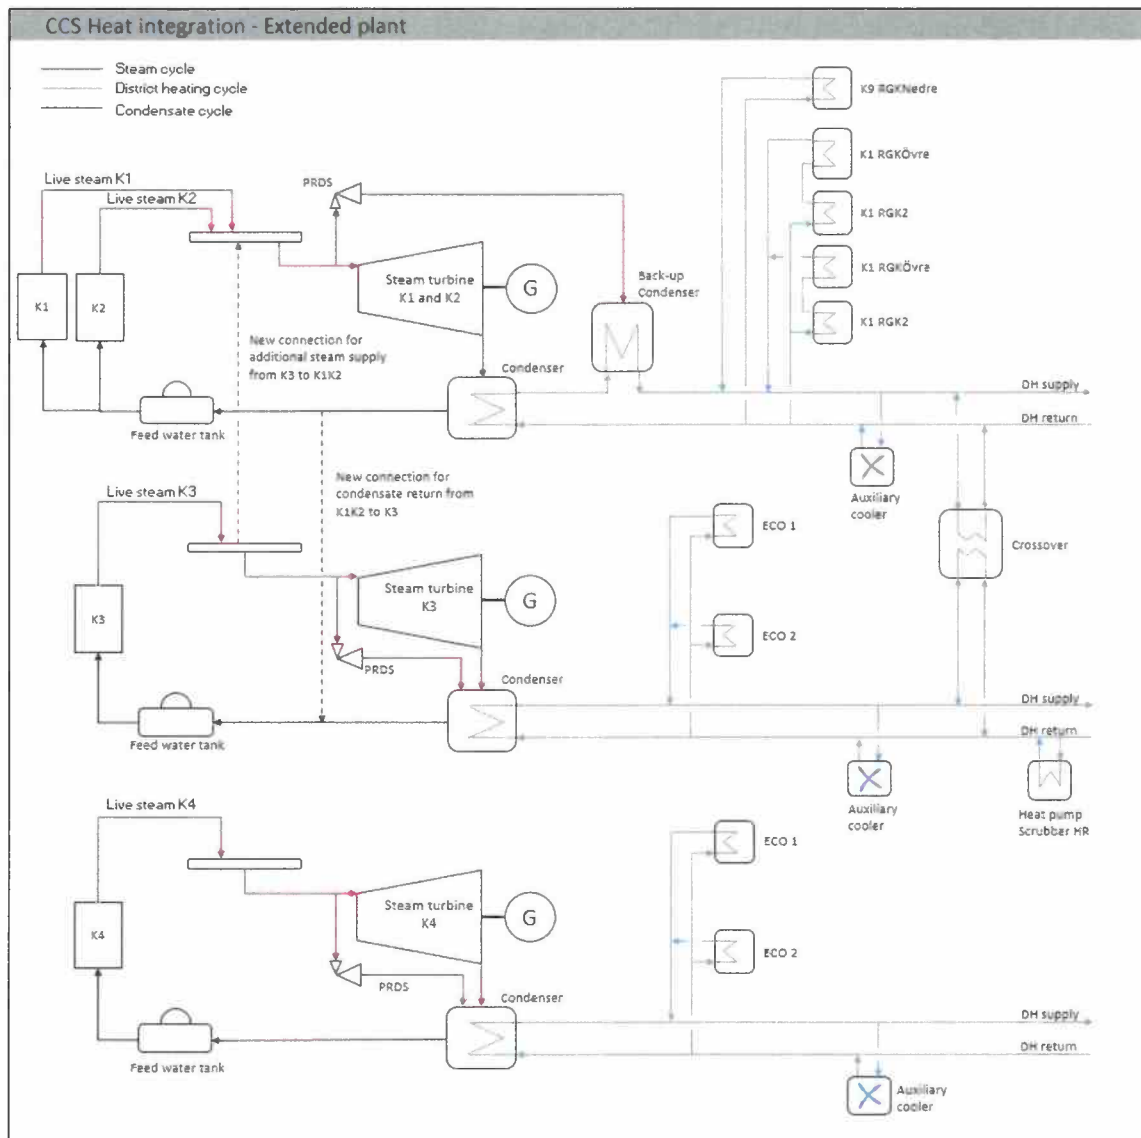 CCS Heat integration - Extended plant
Steam cycle
District heating cycle
Condensate cycle
K9 RGKNedre
K1 RGKÖvre
K1 RGK2
K1 RGKÖvre
K1 RGK2
Live steam K1
Live steam K2
PRDS
K1
K2
Steam turbine
K1 and K2
G
Back-up
Condenser
New connection for
additional steam supply
from K3 to K1K2
Condenser
Feed water tank
DH supply
DH return
Auxiliary
cooler
Crossover
New connection for
condensate return from
K1K2 to K3
Live steam K3
ECO 1
K3
Steam turbine
K3
G
ECO 2
PRDS
Condenser
Feed water tank
DH supply
DH return
Auxiliary
cooler
Heat pump
Scrubber HR
Live steam K4
ECO 1
K4
Steam turbine
K4
G
ECO 2
PRDS
Condenser
Feed water tank
DH supply
DH return
Auxiliary
cooler